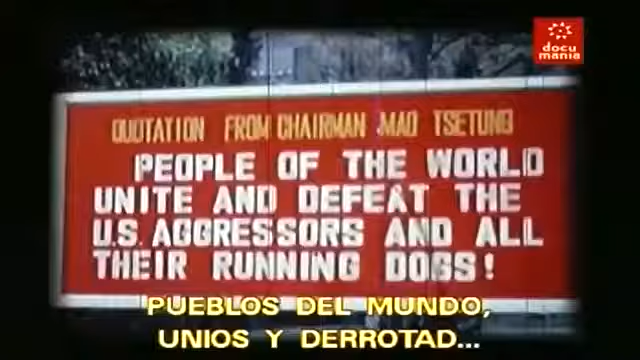 docu
mania
QUOTATION FROM CHAIRMAN MAO TSETUNG
PEOPLE OF THE WORLD
UNITE AND DEFEAT THE
U.S. AGGRESSORS AND ALL
THEIR RUNNING DOGS!
PUEBLOS DEL MUNDO,
UNIOS Y DERROTAD...